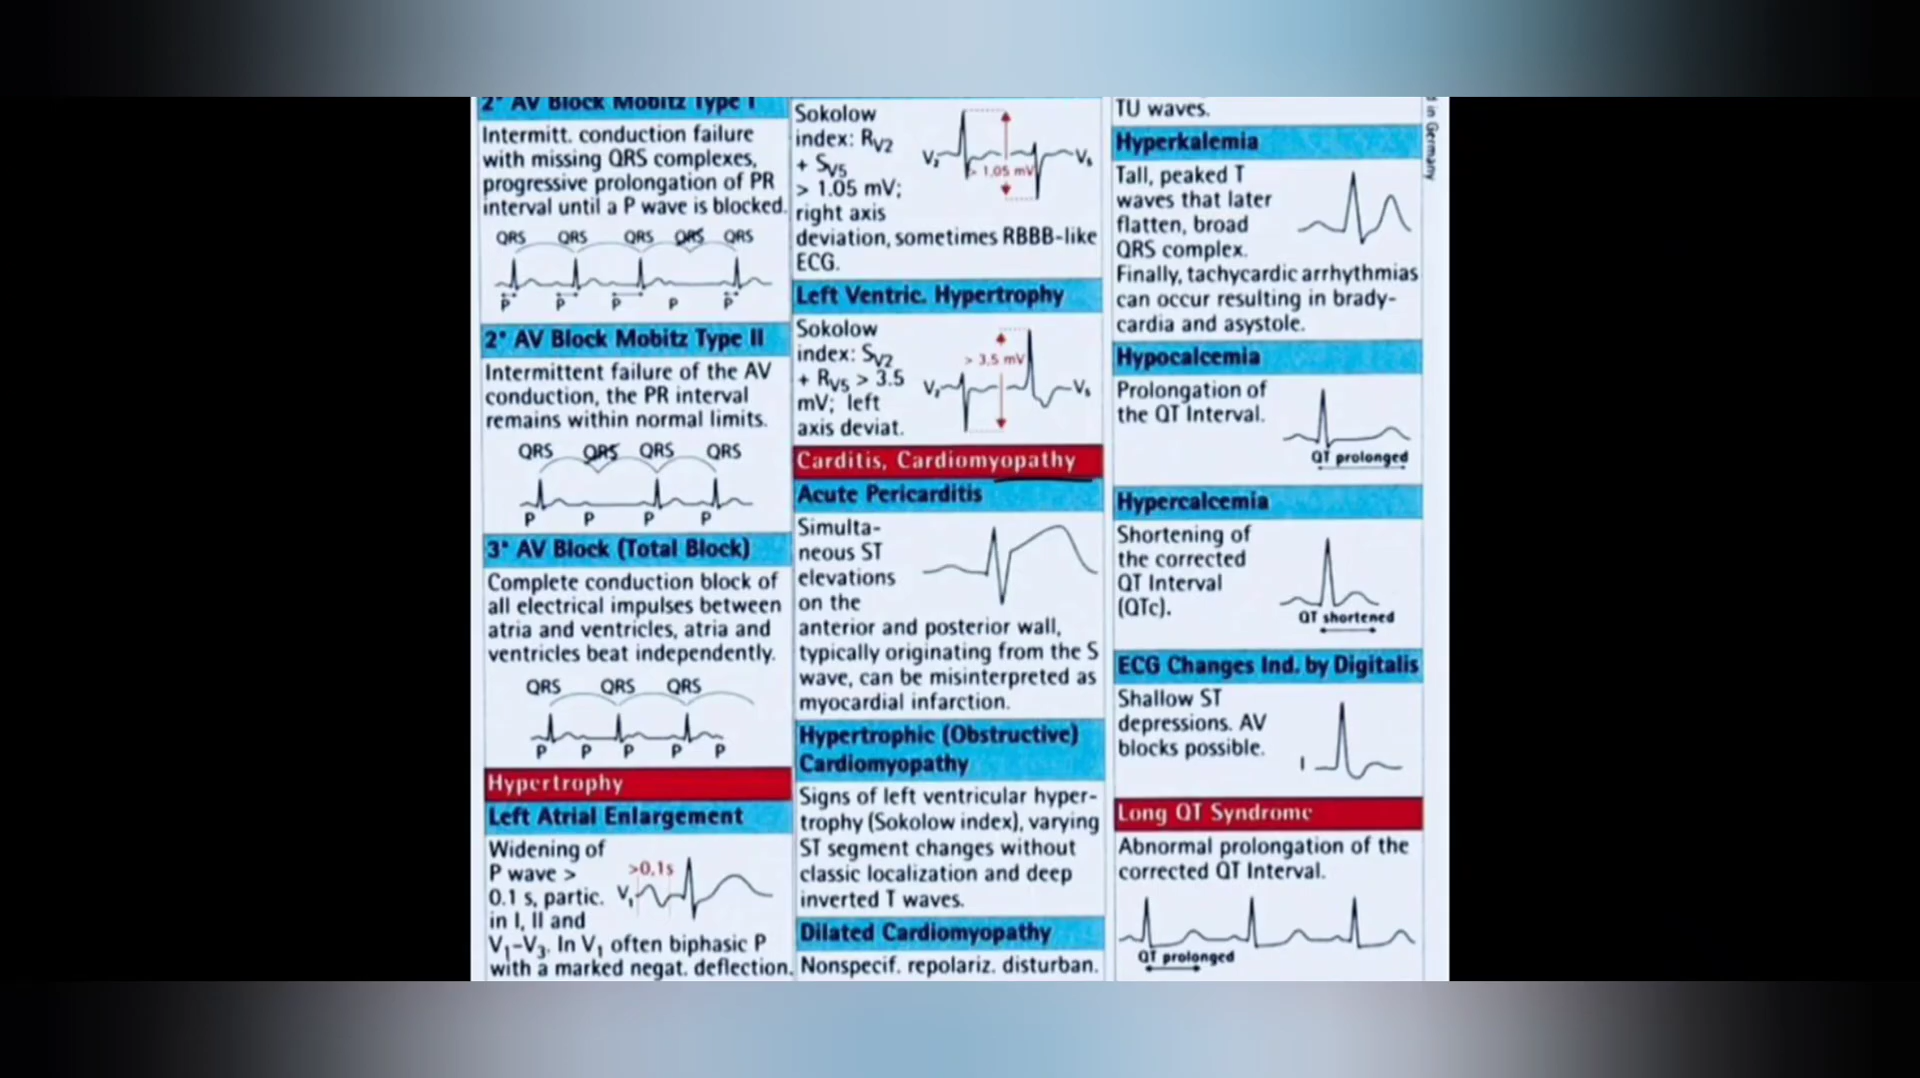 2° AV Block Mobitz Type I
Intermitt. conduction failure
with missing QRS complexes,
progressive prolongation of PR
interval until a P wave is blocked.
QRS QRS QRS QRS QRS
P P P P P
2° AV Block Mobitz Type II
Intermittent failure of the AV
conduction, the PR interval
remains within normal limits.
QRS QRS QRS QRS
P P P P
3° AV Block (Total Block)
Complete conduction block of
all electrical impulses between
atria and ventricles, atria and
ventricles beat independently.
QRS QRS QRS
P P P P P
Hypertrophy
Left Atrial Enlargement
Widening of
P wave >
0.1 s, partic.
in I, II and
V1-V3. In V1 often biphasic P
with a marked negat. deflection.
>0,1s
V1
Sokolow
index: RV2
+ SV5
> 1.05 mV;
right axis
deviation, sometimes RBBB-like
ECG.
V2 > 1,05 mV V5
Left Ventric. Hypertrophy
Sokolow
index: SV2
+ RV5 > 3.5
mV; left
axis deviat.
> 3,5 mV
V2 V5
Carditis, Cardiomyopathy
Acute Pericarditis
Simulta-
neous ST
elevations
on the
anterior and posterior wall,
typically originating from the S
wave, can be misinterpreted as
myocardial infarction.
Hypertrophic (Obstructive)
Cardiomyopathy
Signs of left ventricular hyper-
trophy (Sokolow index), varying
ST segment changes without
classic localization and deep
inverted T waves.
Dilated Cardiomyopathy
Nonspecif. repolariz. disturban.
TU waves.
Hyperkalemia
Tall, peaked T
waves that later
flatten, broad
QRS complex.
Finally, tachycardic arrhythmias
can occur resulting in brady-
cardia and asystole.
Hypocalcemia
Prolongation of
the QT Interval.
QT prolonged
Hypercalcemia
Shortening of
the corrected
QT Interval
(QTc).
QT shortened
ECG Changes Ind. by Digitalis
Shallow ST
depressions. AV
blocks possible.
I
Long QT Syndrome
Abnormal prolongation of the
corrected QT Interval.
QT prolonged
in Germany